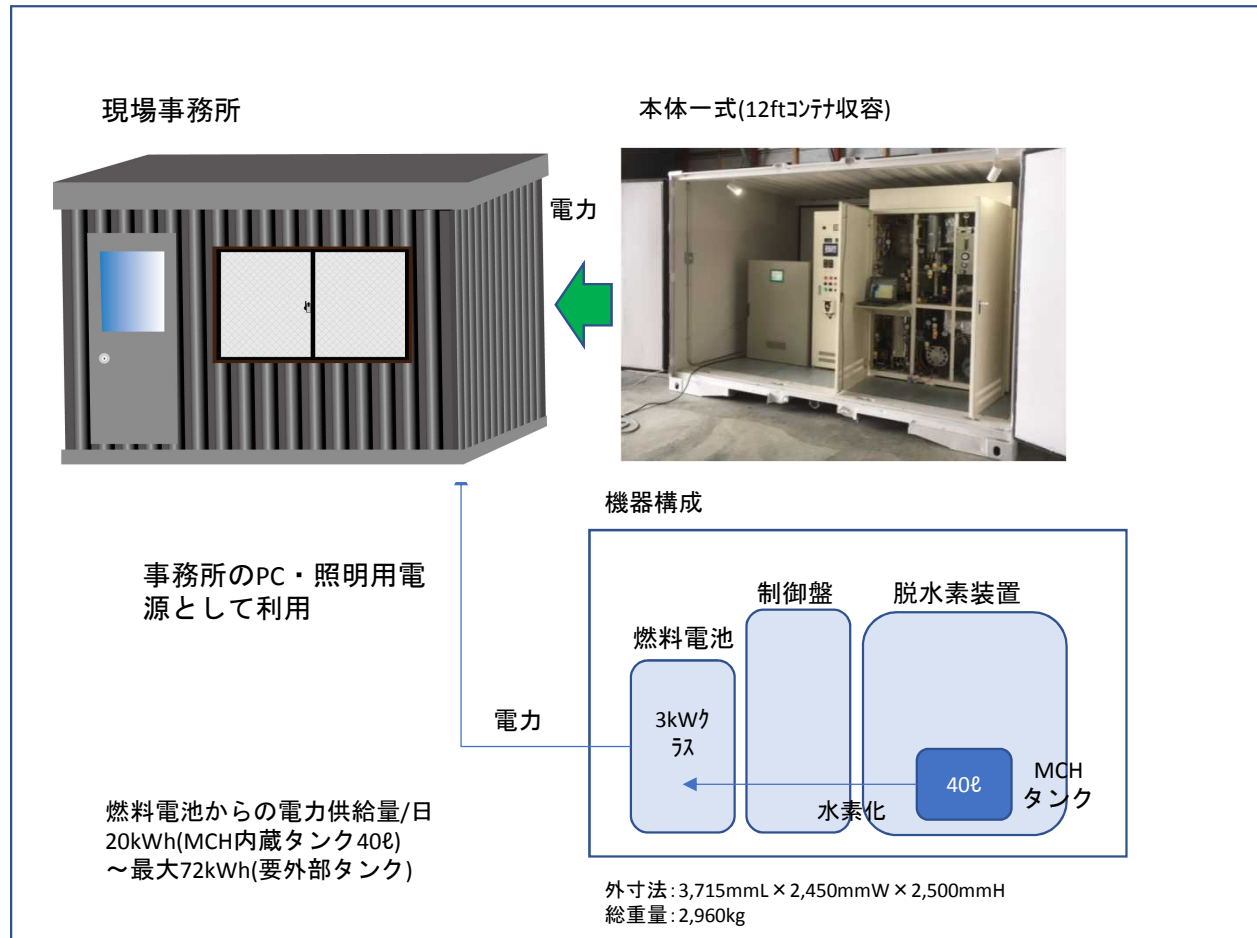 現場事務所
本体一式(12ftｺﾝﾃﾅ収容)
電力
機器構成
事務所のPC・照明用電
源として利用
制御盤
脱水素装置
燃料電池
3kWｸ
ﾗｽ
電力
40ℓ
MCH
タンク
水素化
燃料電池からの電力供給量/日
20kWh(MCH内蔵タンク40ℓ)
～最大72kWh(要外部タンク)
外寸法：3,715mmL×2,450mmW×2,500mmH
総重量：2,960kg